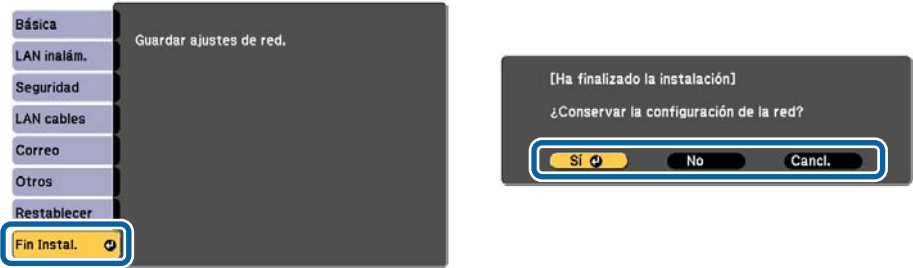 Básica
LAN inalám.
Seguridad
LAN cables
Correo
Otros
Restablecer
Fin Instal.
Guardar ajustes de red.
[Ha finalizado la instalación]
¿Conservar la configuración de la red?
Sí No Cancl.